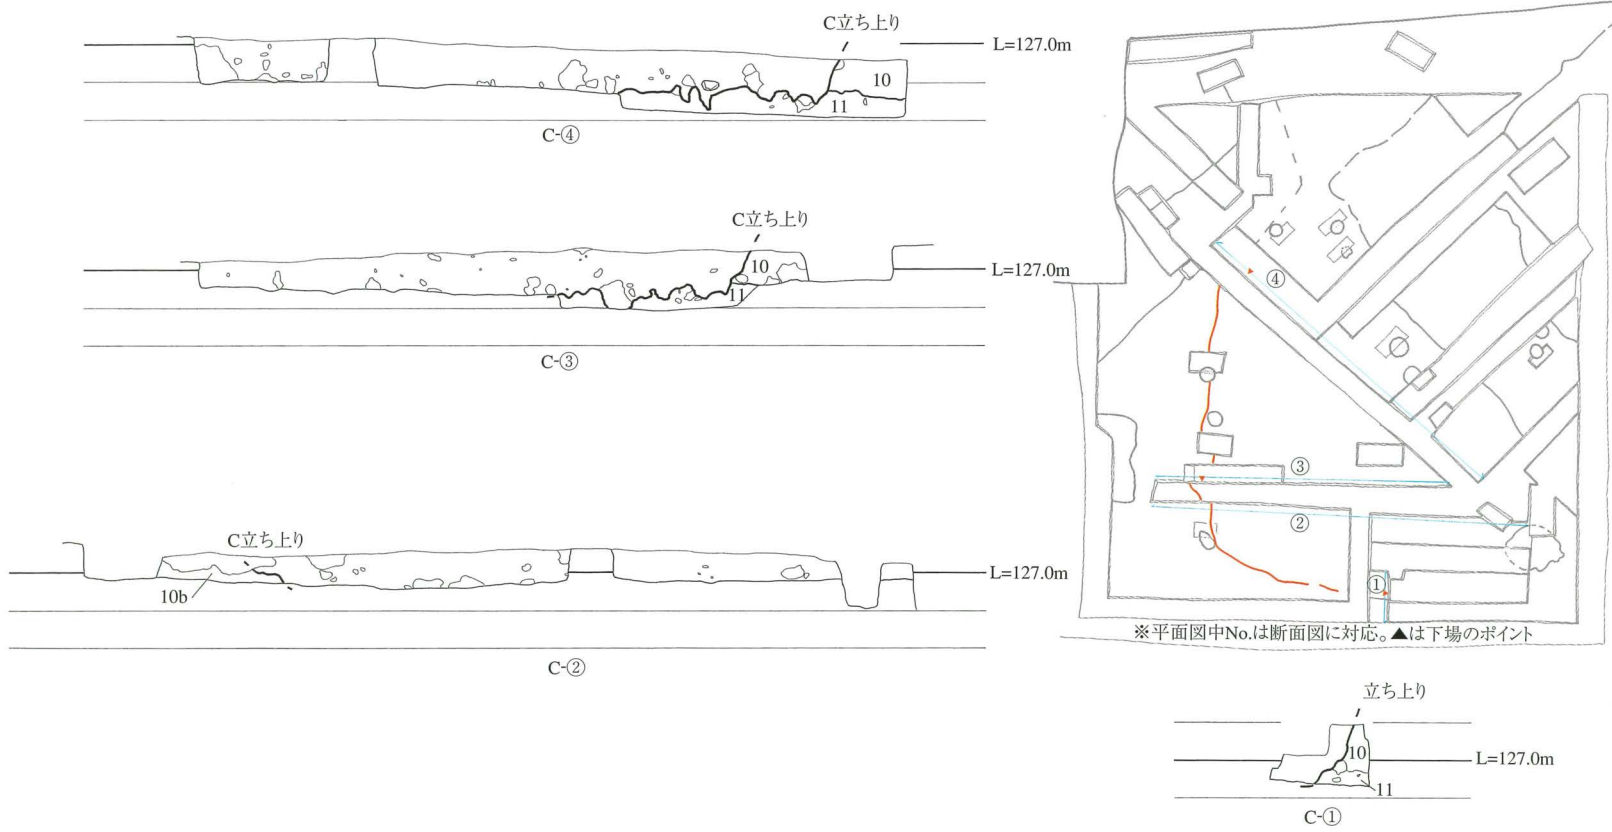 C立ち上り
L=127.0m
10
11
C-④
C立ち上り
L=127.0m
10
11
C-③
C立ち上り
L=127.0m
10b
C-②
④
③
②
①
※平面図中No.は断面図に対応。▲は下場のポイント
立ち上り
10
L=127.0m
11
C-①